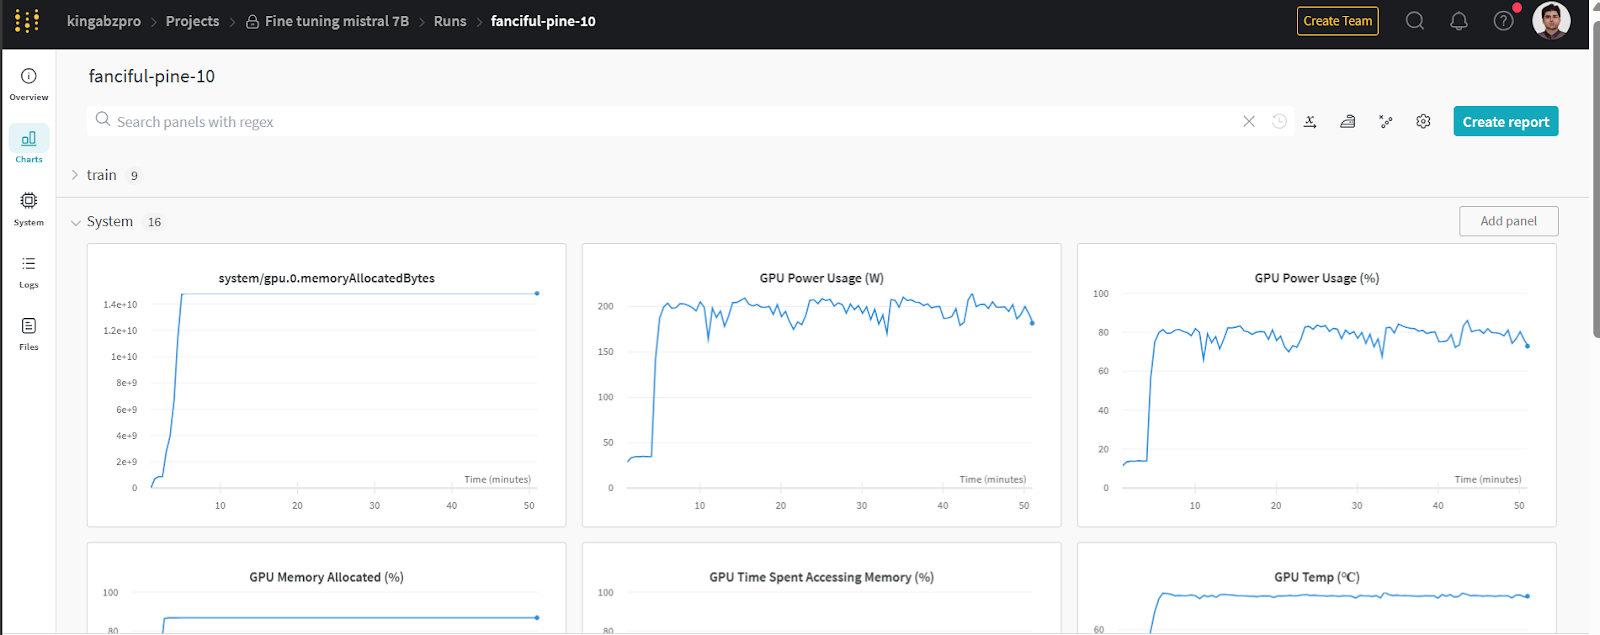 kingabzpro > Projects > Fine tuning mistral 7B > Runs > fanciful-pine-10
Create Team
Overview
Charts
System
Logs
Files
fanciful-pine-10
Search panels with regex
Create report
train 9
System 16
Add panel
system/gpu.0.memoryAllocatedBytes
1.4e+10
1.2e+10
1e+10
8e+9
6e+9
4e+9
2e+9
0
Time (minutes)
10 20 30 40 50
GPU Power Usage (W)
200
150
100
50
0
Time (minutes)
10 20 30 40 50
GPU Power Usage (%)
100
80
60
40
20
0
Time (minutes)
10 20 30 40 50
GPU Memory Allocated (%)
100
80
GPU Time Spent Accessing Memory (%)
100
80
GPU Temp (℃)
60